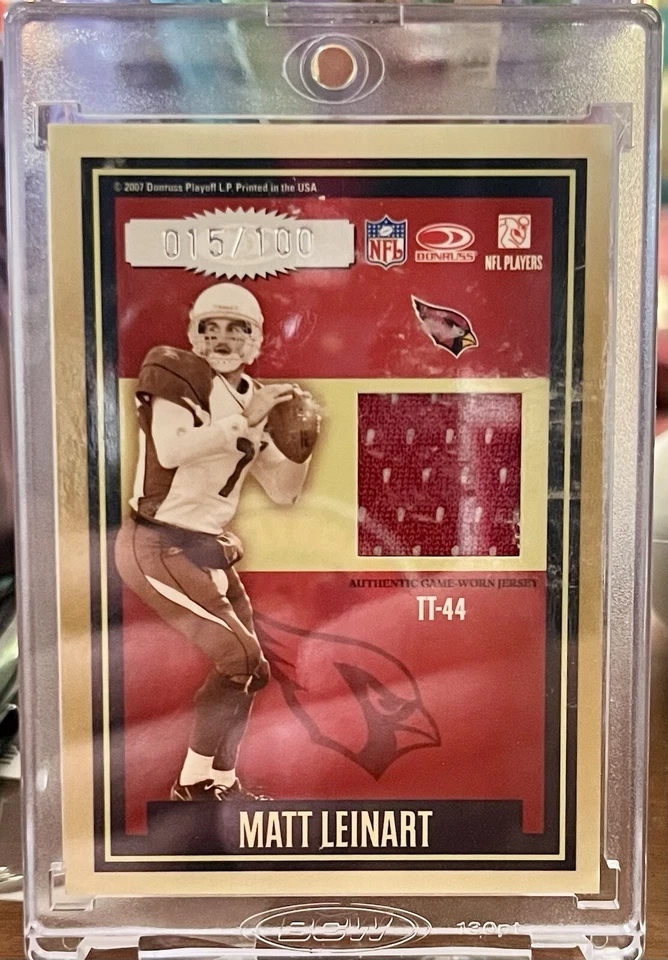 © 2007 Donruss Playoff L.P. Printed in the USA.
015/100
NFL
DONRUSS
NFL PLAYERS
7
AUTHENTIC GAME-WORN JERSEY
TT-44
MATT LEINART
BCW 130pt